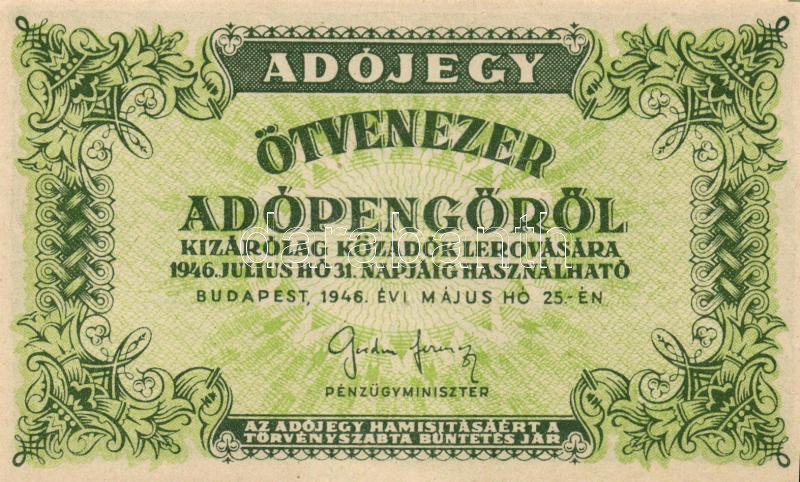 ADÓJEGY
ÖTVENEZER
ADÓPENGŐRŐL
KIZÁRÓZAG KÖZADÓK LEROVÁSÁRA
1946. JULIUS HÓ 31. NAPJÁIG HASZNÁLHATÓ
BUDAPEST, 1946. ÉVI MÁJUS HÓ 25.-ÉN
PÉNZÜGYMINISZTER
AZ ADÓJEGY HAMISITÁSÁÉRT A
TÖRVÉNYSZABTA BÜNTETÉS JÁR